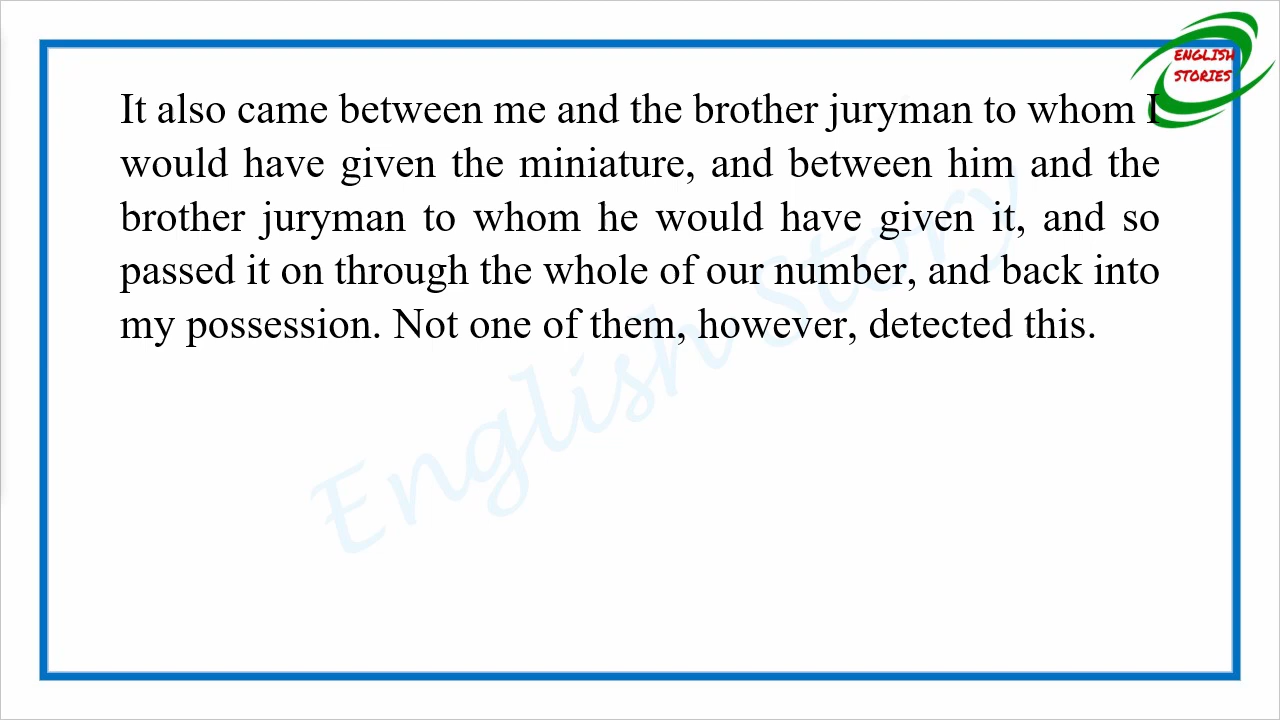 ENGLISH
STORIES
It also came between me and the brother juryman to whom I
would have given the miniature, and between him and the
brother juryman to whom he would have given it, and so
passed it on through the whole of our number, and back into
my possession. Not one of them, however, detected this.
English Story